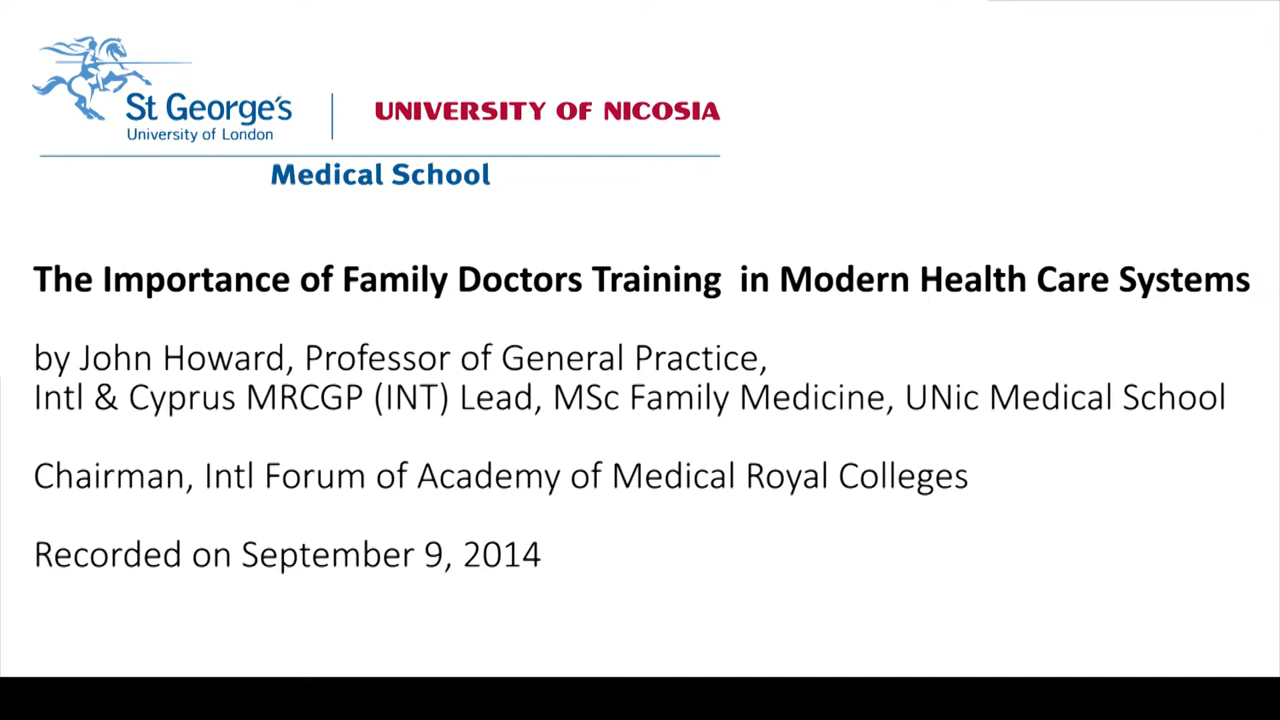 St George's
University of London
UNIVERSITY OF NICOSIA
Medical School
The Importance of Family Doctors Training in Modern Health Care Systems
by John Howard, Professor of General Practice,
Intl & Cyprus MRCGP (INT) Lead, MSc Family Medicine, UNic Medical School
Chairman, Intl Forum of Academy of Medical Royal Colleges
Recorded on September 9, 2014